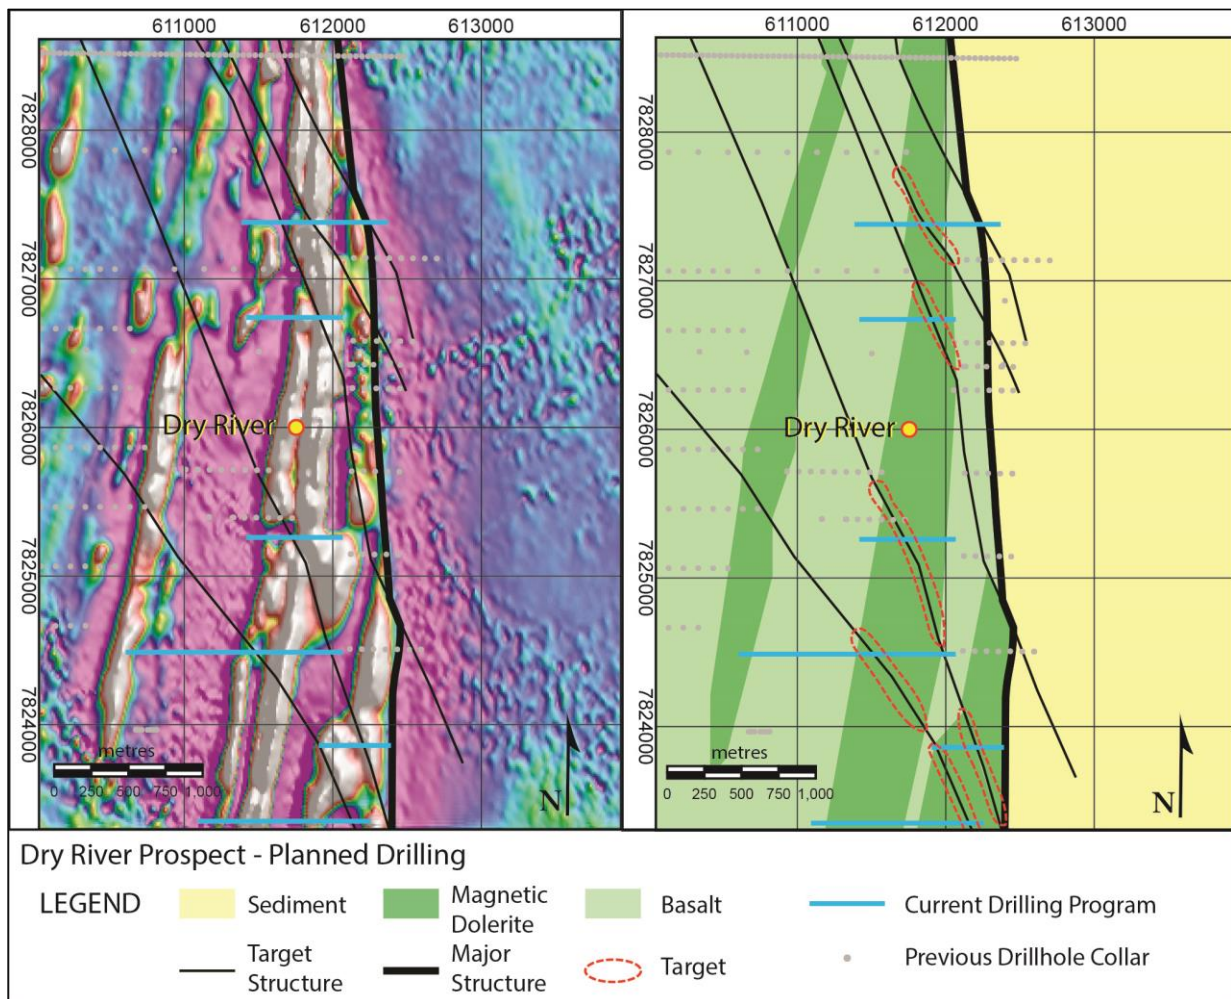 611000 612000 613000
611000 612000 613000
7828000
7828000
7827000
7827000
Dry River
7826000
Dry River
7826000
7825000
7825000
7824000
metres
0 250 500 750 1,000
N
7824000
metres
0 250 500 750 1,000
N
Dry River Prospect - Planned Drilling
LEGEND
Sediment
Magnetic
Dolerite
Basalt
Current Drilling Program
Target
Structure
Major
Structure
Target
Previous Drillhole Collar